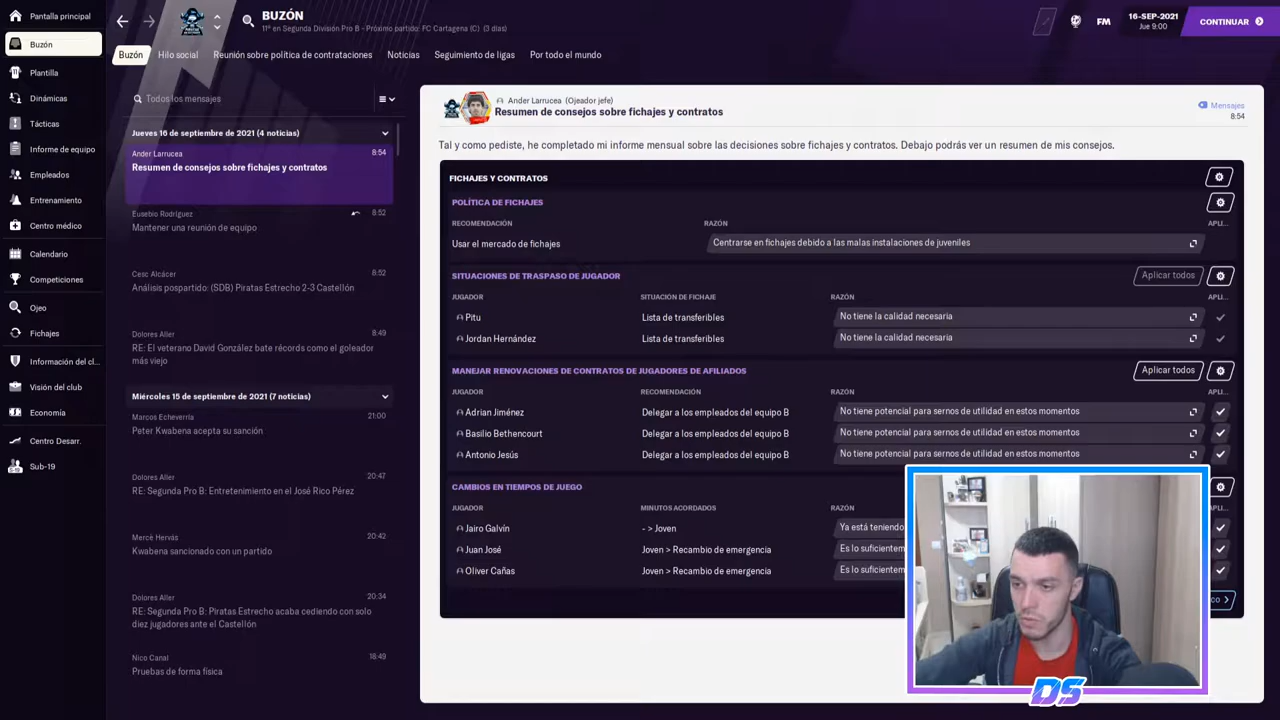 Pantalla principal
Buzón
Plantilla
Dinámicas
Tácticas
Informe de equipo
Empleados
Entrenamiento
Centro médico
Calendario
Competiciones
Ojeo
Fichajes
Información del cl...
Visión del club
Economía
Centro Desarr.
Sub-19
BUZÓN
11º en Segunda División Pro B - Próximo partido: FC Cartagena (C) (3 días)
FM
16-SEP-2021
Jue 9:00
CONTINUAR
Buzón
Hilo social
Reunión sobre política de contrataciones
Noticias
Seguimiento de ligas
Por todo el mundo
Todos los mensajes
Jueves 16 de septiembre de 2021 (4 noticias)
Ander Larrucea 8:54
Resumen de consejos sobre fichajes y contratos
Eusebio Rodríguez 8:52
Mantener una reunión de equipo
Cesc Alcácer 8:52
Análisis pospartido: (SDB) Piratas Estrecho 2-3 Castellón
Dolores Aller 8:49
RE: El veterano David González bate récords como el goleador
más viejo
Miércoles 15 de septiembre de 2021 (7 noticias)
Marcos Echeverría 21:00
Peter Kwabena acepta su sanción
Dolores Aller 20:47
RE: Segunda Pro B: Entretenimiento en el José Rico Pérez
Mercè Hervás 20:42
Kwabena sancionado con un partido
Dolores Aller 20:34
RE: Segunda Pro B: Piratas Estrecho acaba cediendo con solo
diez jugadores ante el Castellón
Nico Canal 18:49
Pruebas de forma física
Ander Larrucea (Ojeador jefe)
Resumen de consejos sobre fichajes y contratos
Mensajes
8:54
Tal y como pediste, he completado mi informe mensual sobre las decisiones sobre fichajes y contratos. Debajo podrás ver un resumen de mis consejos.
FICHAJES Y CONTRATOS
POLÍTICA DE FICHAJES
RECOMENDACIÓN RAZÓN APLI...
Usar el mercado de fichajes Centrarse en fichajes debido a las malas instalaciones de juveniles
SITUACIONES DE TRASPASO DE JUGADOR Aplicar todos
JUGADOR SITUACIÓN DE FICHAJE RAZÓN APLI...
Pitu Lista de transferibles No tiene la calidad necesaria
Jordan Hernández Lista de transferibles No tiene la calidad necesaria
MANEJAR RENOVACIONES DE CONTRATOS DE JUGADORES DE AFILIADOS Aplicar todos
JUGADOR RECOMENDACIÓN RAZÓN APLI...
Adrian Jiménez Delegar a los empleados del equipo B No tiene potencial para sernos de utilidad en estos momentos
Basilio Bethencourt Delegar a los empleados del equipo B No tiene potencial para sernos de utilidad en estos momentos
Antonio Jesús Delegar a los empleados del equipo B No tiene potencial para sernos de utilidad en estos momentos
CAMBIOS EN TIEMPOS DE JUEGO
JUGADOR MINUTOS ACORDADOS RAZÓN APLI...
Jairo Galvín - > Joven Ya está teniendo
Juan José Joven > Recambio de emergencia Es lo suficientem
Oliver Cañas Joven > Recambio de emergencia Es lo suficientem
co
DS